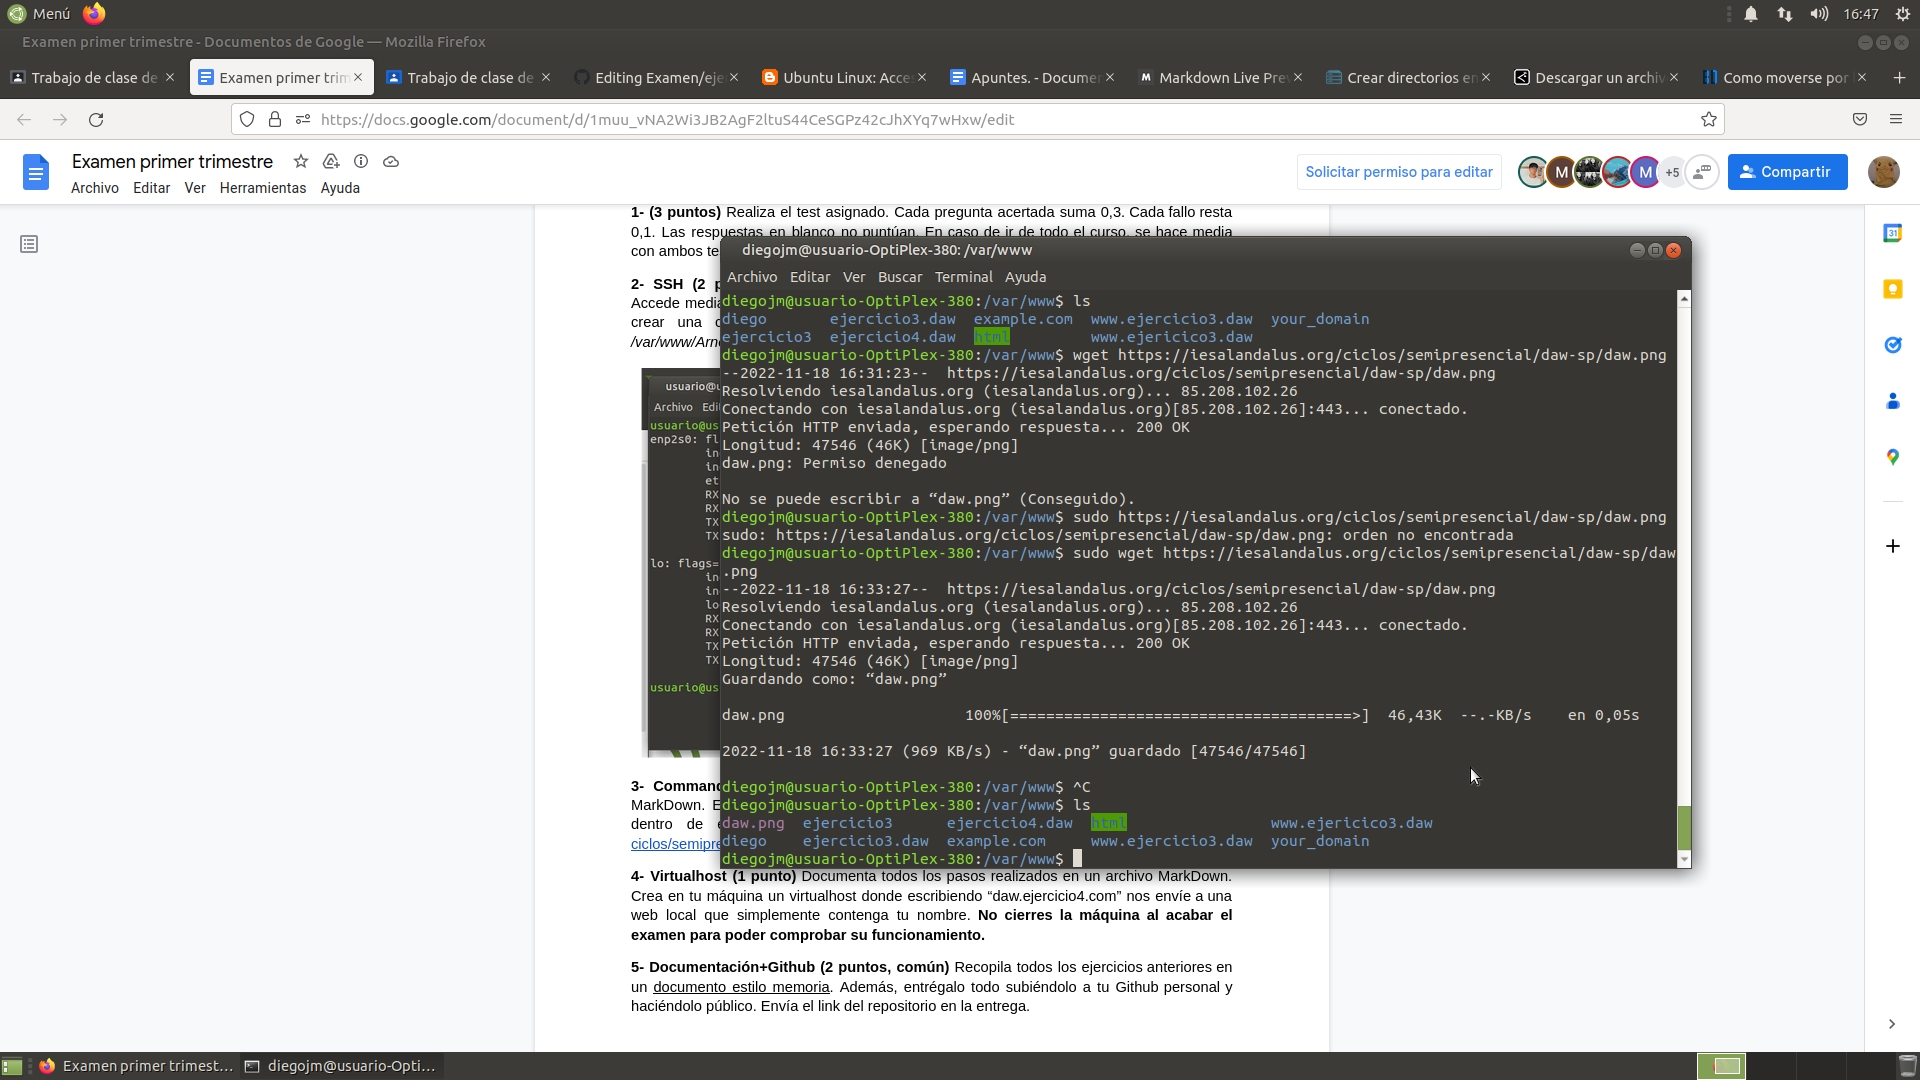 Menú
16:47
Examen primer trimestre - Documentos de Google — Mozilla Firefox
Trabajo de clase de
Examen primer trim
Trabajo de clase de
Editing Examen/eje
Ubuntu Linux: Acce
Apuntes. - Documen
Markdown Live Prev
Crear directorios en
Descargar un archiv
Como moverse por
https://docs.google.com/document/d/1muu_vNA2Wi3JB2AgF2ltuS44CeSGPz42cJhXYq7wHxw/edit
Examen primer trimestre
Archivo Editar Ver Herramientas Ayuda
Solicitar permiso para editar
M
M
+5
Compartir
31
1- (3 puntos) Realiza el test asignado. Cada pregunta acertada suma 0,3. Cada fallo resta
0,1. Las respuestas en blanco no puntúan. En caso de ir de todo el curso, se hace media
con ambos te
2- SSH (2 p
Accede media
crear una c
/var/www/Arn
usuario@u
Archivo Edi
usuario@us
enp2s0: fl
in
in
et
RX
RX
TX
TX
lo: flags=
in
in
lo
RX
RX
TX
TX
usuario@us
3- Comman
MarkDown. E
dentro de e
ciclos/semipre
4- Virtualhost (1 punto) Documenta todos los pasos realizados en un archivo MarkDown.
Crea en tu máquina un virtualhost donde escribiendo “daw.ejercicio4.com” nos envíe a una
web local que simplemente contenga tu nombre. No cierres la máquina al acabar el
examen para poder comprobar su funcionamiento.
5- Documentación+Github (2 puntos, común) Recopila todos los ejercicios anteriores en
un documento estilo memoria. Además, entrégalo todo subiéndolo a tu Github personal y
haciéndolo público. Envía el link del repositorio en la entrega.
diegojm@usuario-OptiPlex-380: /var/www
Archivo Editar Ver Buscar Terminal Ayuda
diegojm@usuario-OptiPlex-380:/var/www$ ls
diego ejercicio3.daw example.com www.ejercicio3.daw your_domain
ejercicio3 ejercicio4.daw html www.ejerico3.daw
diegojm@usuario-OptiPlex-380:/var/www$ wget https://iesalandalus.org/ciclos/semipresencial/daw-sp/daw.png
--2022-11-18 16:31:23-- https://iesalandalus.org/ciclos/semipresencial/daw-sp/daw.png
Resolviendo iesalandalus.org (iesalandalus.org)... 85.208.102.26
Conectando con iesalandalus.org (iesalandalus.org)[85.208.102.26]:443... conectado.
Petición HTTP enviada, esperando respuesta... 200 OK
Longitud: 47546 (46K) [image/png]
daw.png: Permiso denegado
No se puede escribir a “daw.png” (Conseguido).
diegojm@usuario-OptiPlex-380:/var/www$ sudo https://iesalandalus.org/ciclos/semipresencial/daw-sp/daw.png
sudo: https://iesalandalus.org/ciclos/semipresencial/daw-sp/daw.png: orden no encontrada
diegojm@usuario-OptiPlex-380:/var/www$ sudo wget https://iesalandalus.org/ciclos/semipresencial/daw-sp/daw
.png
--2022-11-18 16:33:27-- https://iesalandalus.org/ciclos/semipresencial/daw-sp/daw.png
Resolviendo iesalandalus.org (iesalandalus.org)... 85.208.102.26
Conectando con iesalandalus.org (iesalandalus.org)[85.208.102.26]:443... conectado.
Petición HTTP enviada, esperando respuesta... 200 OK
Longitud: 47546 (46K) [image/png]
Guardando como: “daw.png”
daw.png 100%[======================================>] 46,43K --.-KB/s en 0,05s
2022-11-18 16:33:27 (969 KB/s) - “daw.png” guardado [47546/47546]
diegojm@usuario-OptiPlex-380:/var/www$ ^C
diegojm@usuario-OptiPlex-380:/var/www$ ls
daw.png ejercicio3 ejercicio4.daw html www.ejericico3.daw
diego ejercicio3.daw example.com www.ejercicio3.daw your_domain
diegojm@usuario-OptiPlex-380:/var/www$
Examen primer trimest...
diegojm@usuario-Opti...